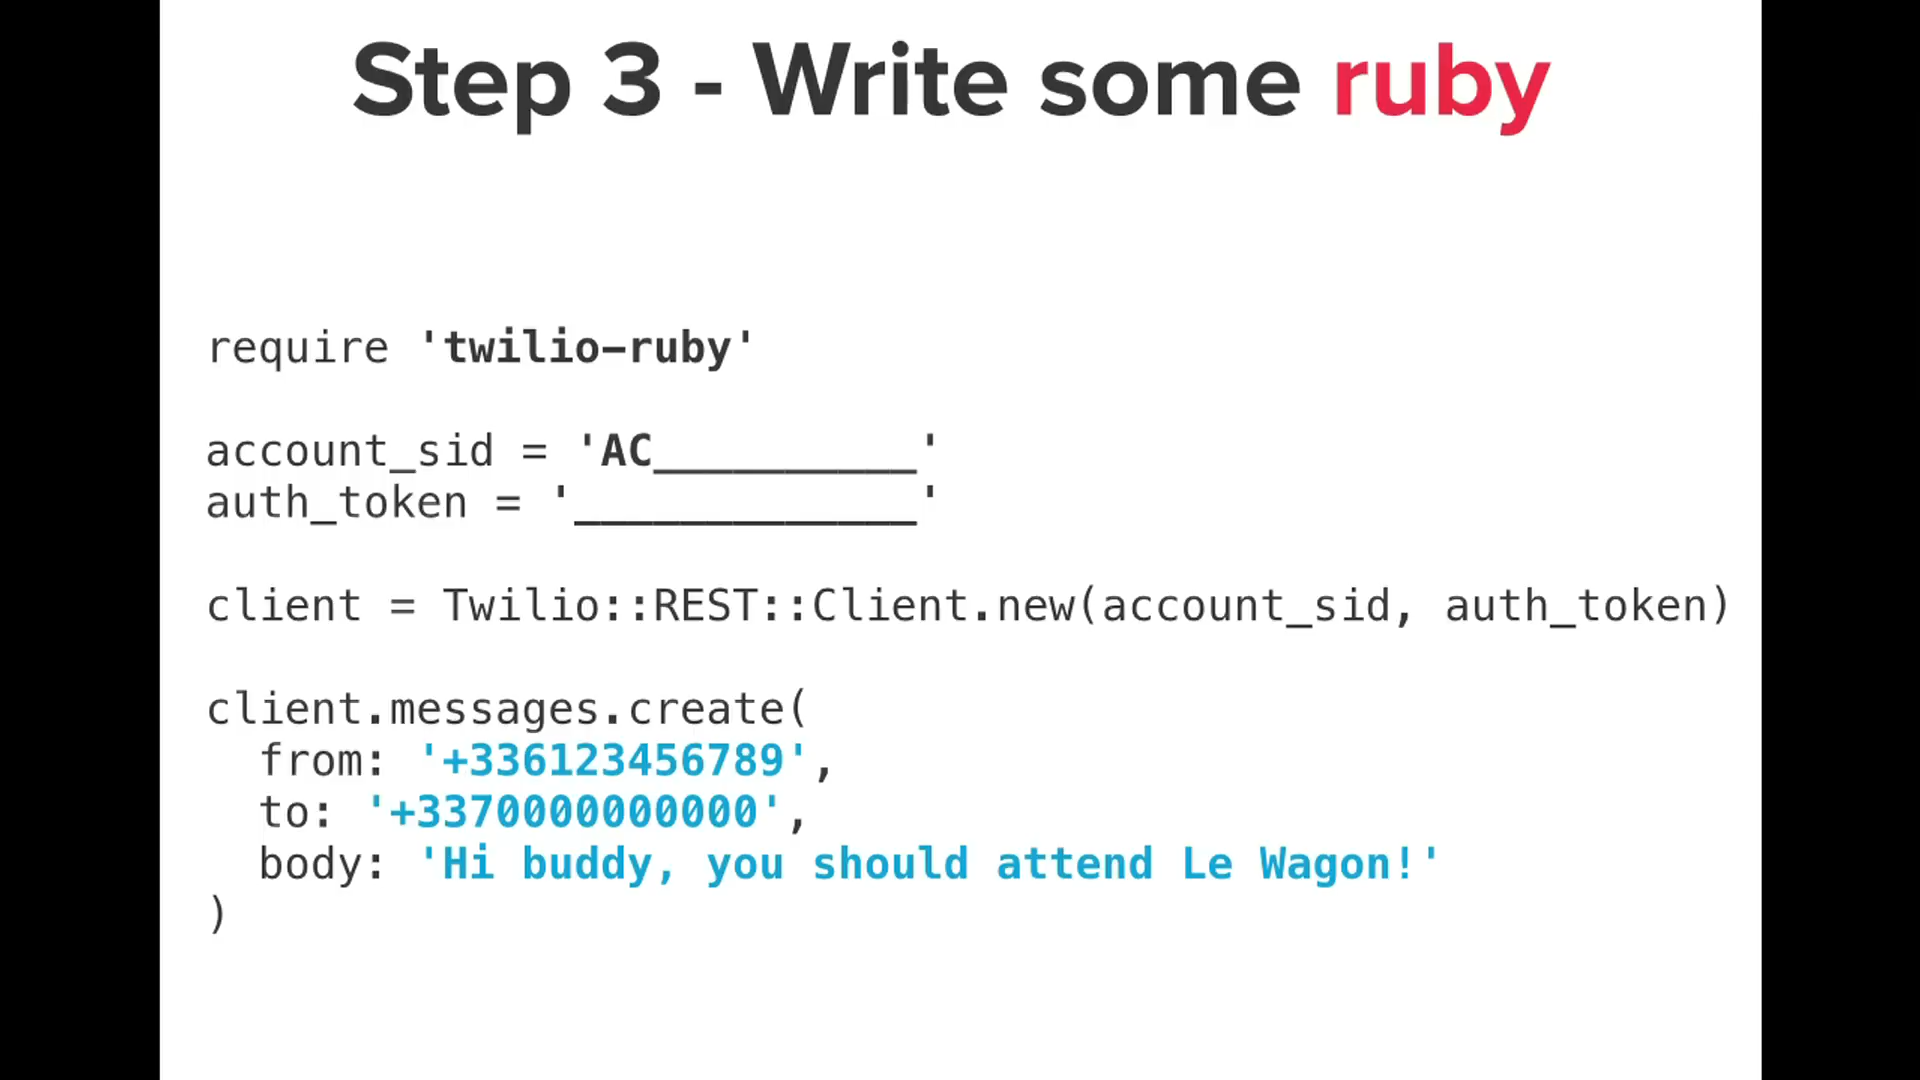 Step 3 - Write some ruby
require 'twilio-ruby'
account_sid = 'AC__________'
auth_token = '_____________'
client = Twilio::REST::Client.new(account_sid, auth_token)
client.messages.create(
  from: '+336123456789',
  to: '+3370000000000',
  body: 'Hi buddy, you should attend Le Wagon!'
)